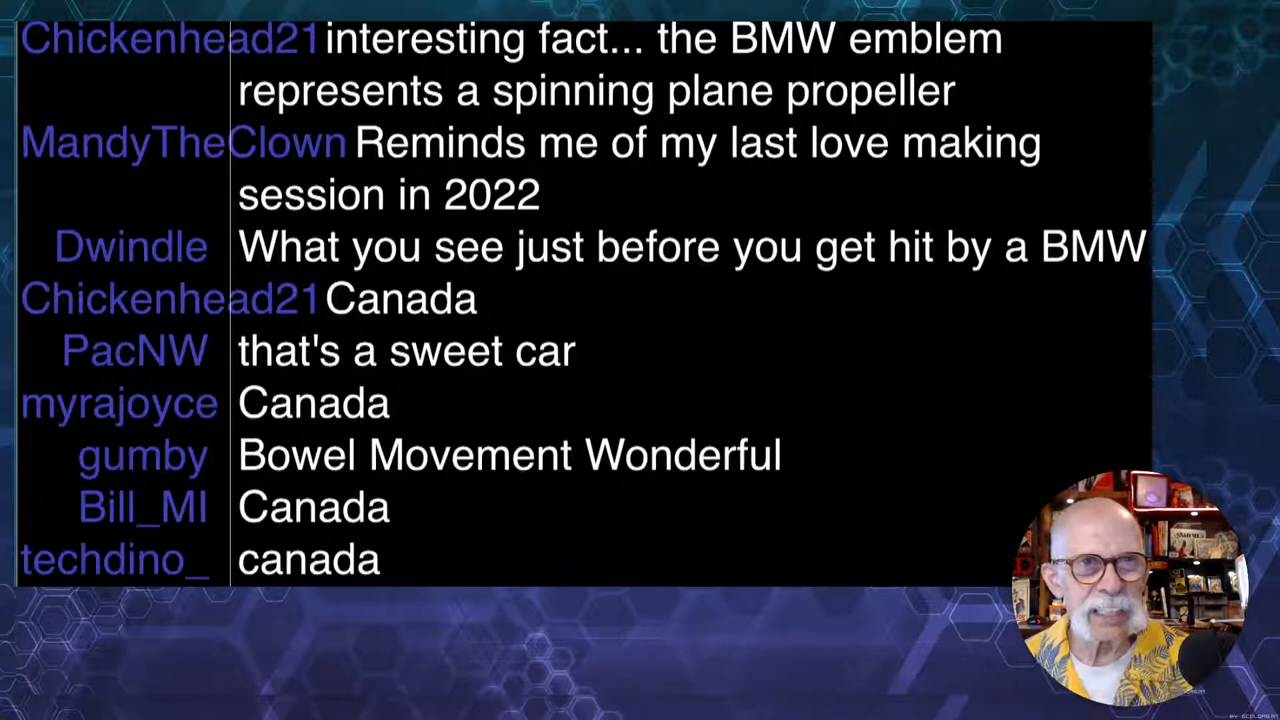 Chickenhead21 interesting fact... the BMW emblem
represents a spinning plane propeller
MandyTheClown Reminds me of my last love making
session in 2022
Dwindle What you see just before you get hit by a BMW
Chickenhead21 Canada
PacNW that's a sweet car
myrajoyce Canada
gumby Bowel Movement Wonderful
Bill_MI Canada
techdino_ canada